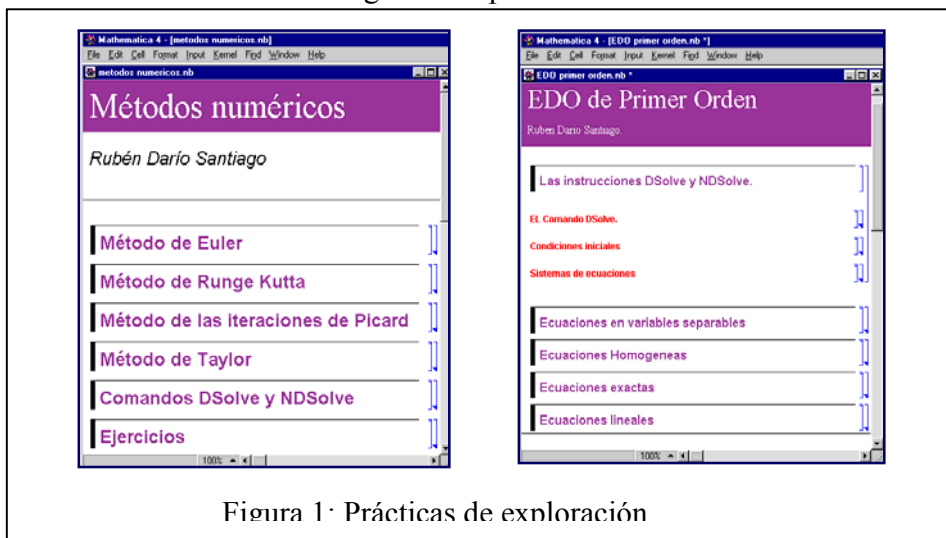 Mathematica 4 - [metodos numericos.nb]
File Edit Cell Format Input Kernel Find Window Help
metodos numericos.nb
Métodos numéricos
Rubén Darío Santiago
Método de Euler
Método de Runge Kutta
Método de las iteraciones de Picard
Método de Taylor
Comandos DSolve y NDSolve
Ejercicios
100%
Mathematica 4 - [EDO primer orden.nb *]
File Edit Cell Format Input Kernel Find Window Help
EDO primer orden.nb *
EDO de Primer Orden
Ruben Dario Santiago.
Las instrucciones DSolve y NDSolve.
EL Comando DSolve.
Condiciones iniciales
Sistemas de ecuaciones
Ecuaciones en variables separables
Ecuaciones Homogeneas
Ecuaciones exactas
Ecuaciones lineales
100%
Figura 1: Prácticas de exploración